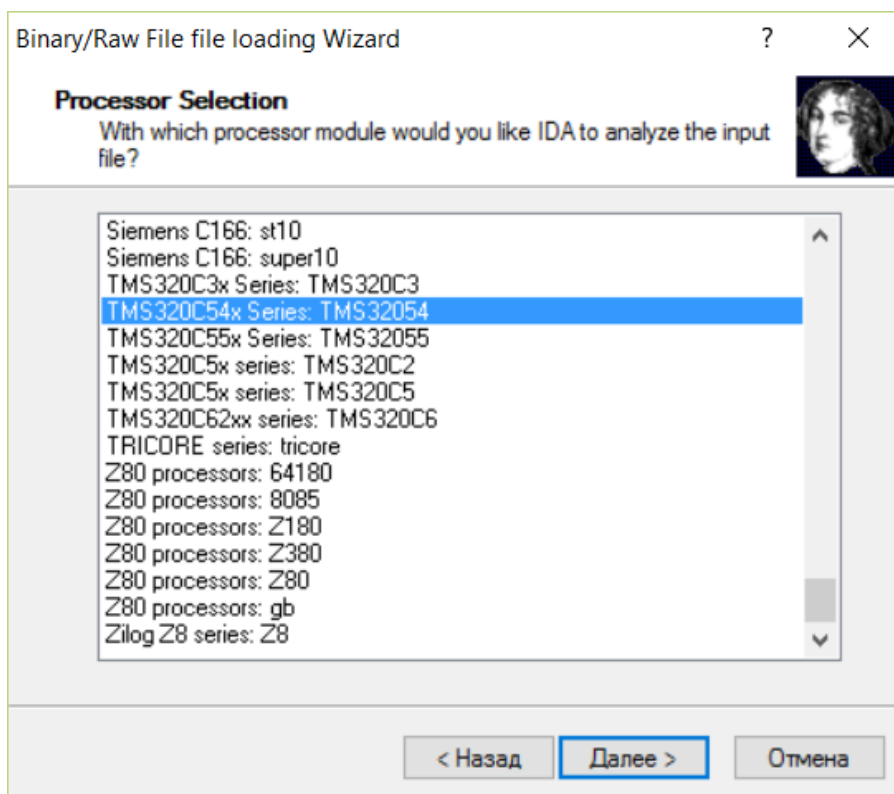 Binary/Raw File file loading Wizard
?
Processor Selection
With which processor module would you like IDA to analyze the input
file?
Siemens C166: st10
Siemens C166: super10
TMS320C3x Series: TMS320C3
TMS320C54x Series: TMS32054
TMS320C55x Series: TMS32055
TMS320C5x series: TMS320C2
TMS320C5x series: TMS320C5
TMS320C62xx series: TMS320C6
TRICORE series: tricore
Z80 processors: 64180
Z80 processors: 8085
Z80 processors: Z180
Z80 processors: Z380
Z80 processors: Z80
Z80 processors: gb
Zilog Z8 series: Z8
< Назад Далее > Отмена